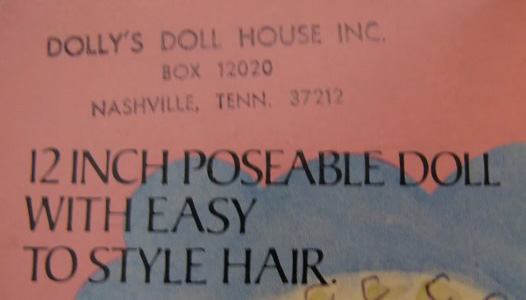 DOLLY'S DOLL HOUSE INC.
BOX 12020
NASHVILLE, TENN. 37212
12 INCH POSEABLE DOLL
WITH EASY
TO STYLE HAIR.